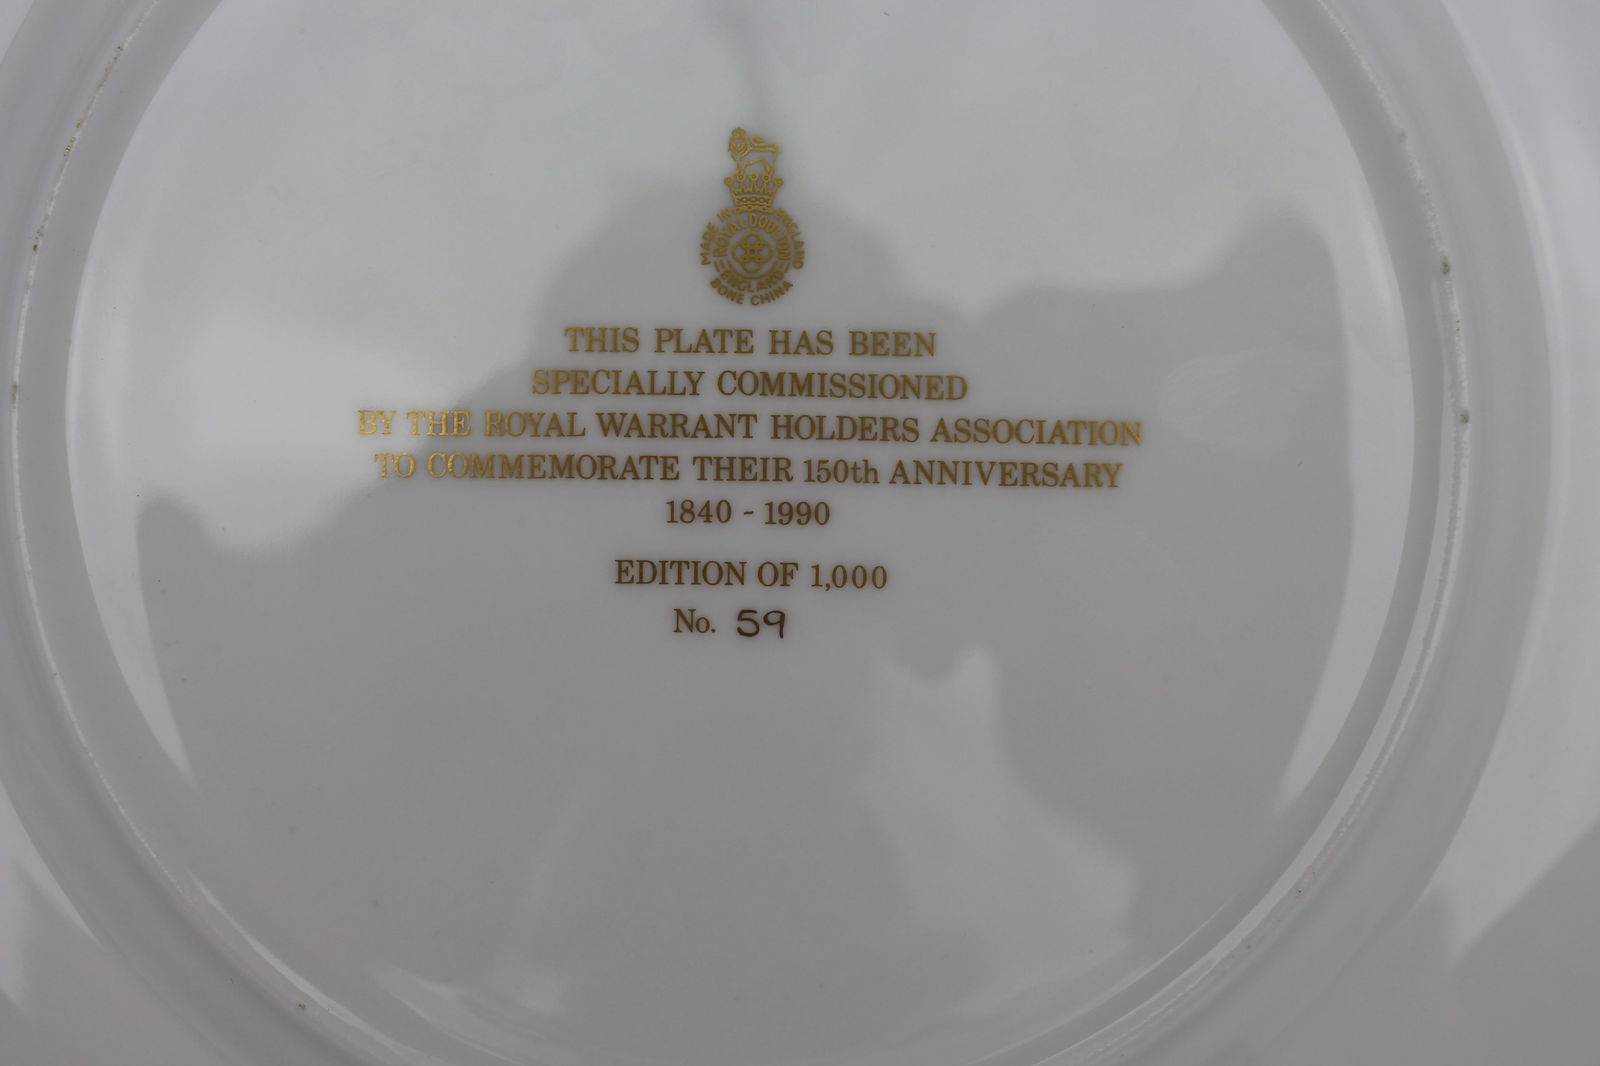 MADE IN ENGLAND
ROYAL DOULTON
ENGLAND
BONE CHINA
THIS PLATE HAS BEEN
SPECIALLY COMMISSIONED
BY THE ROYAL WARRANT HOLDERS ASSOCIATION
TO COMMEMORATE THEIR 150th ANNIVERSARY
1840 - 1990
EDITION OF 1,000
No. 59